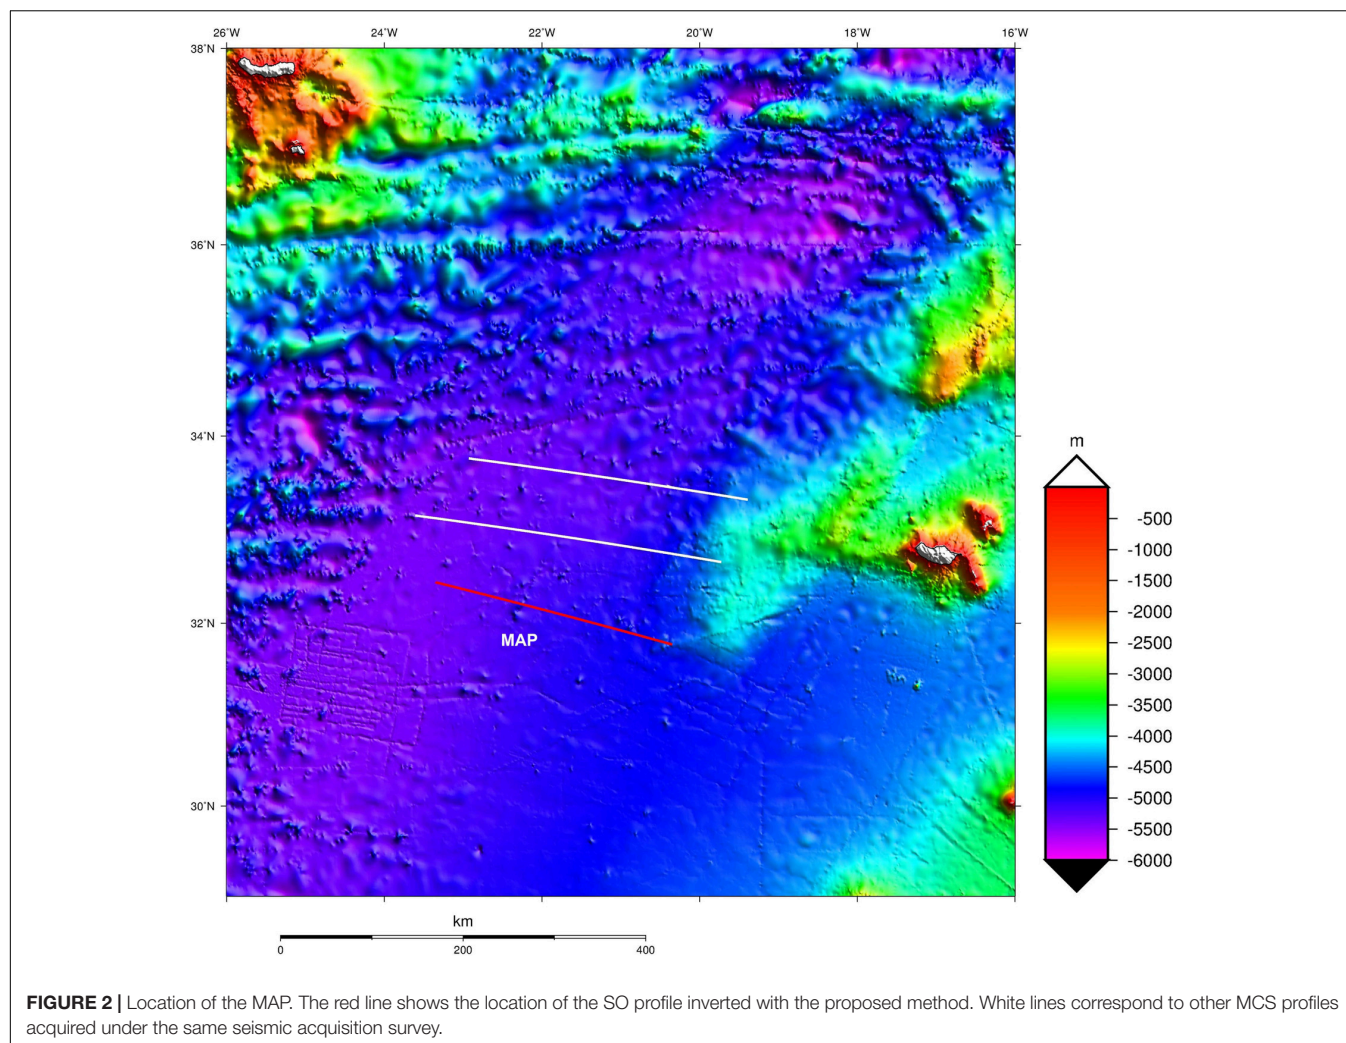 26˚W 24˚W 22˚W 20˚W 18˚W 16˚W
38˚N
36˚N
34˚N
32˚N
30˚N
MAP
m
-500
-1000
-1500
-2000
-2500
-3000
-3500
-4000
-4500
-5000
-5500
-6000
km
0 200 400
FIGURE 2 | Location of the MAP. The red line shows the location of the SO profile inverted with the proposed method. White lines correspond to other MCS profiles
acquired under the same seismic acquisition survey.